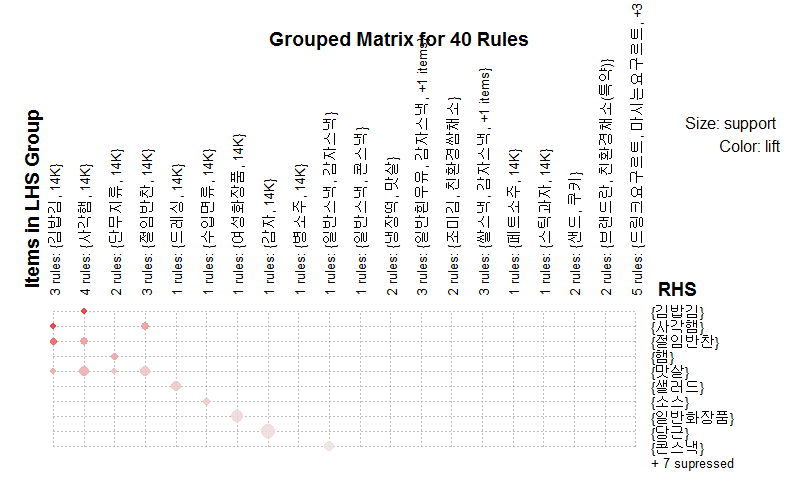 Grouped Matrix for 40 Rules
Size: support
Color: lift
Items in LHS Group
3 rules: {김밥김, 14K}
4 rules: {사각햄, 14K}
2 rules: {단무지류, 14K}
3 rules: {절임반찬, 14K}
1 rules: {드레싱, 14K}
1 rules: {수입면류, 14K}
1 rules: {여성화장품, 14K}
1 rules: {감자, 14K}
1 rules: {병소주, 14K}
1 rules: {일반스낵, 감자스낵}
1 rules: {일반스낵, 콘스낵}
2 rules: {냉장떡, 맛살}
3 rules: {일반흰우유, 감자스낵, +1 items}
2 rules: {조미김, 친환경쌈채소}
3 rules: {쌀스낵, 감자스낵, +1 items}
1 rules: {페트소주, 14K}
1 rules: {스틱과자, 14K}
2 rules: {샌드, 쿠키}
2 rules: {브랜드란, 친환경채소(특약)}
5 rules: {드링크요구르트, 마시는요구르트, +3
RHS
{김밥김}
{사각햄}
{절임반찬}
{햄}
{맛살}
{샐러드}
{소스}
{일반화장품}
{당근}
{콘스낵}
+ 7 supressed